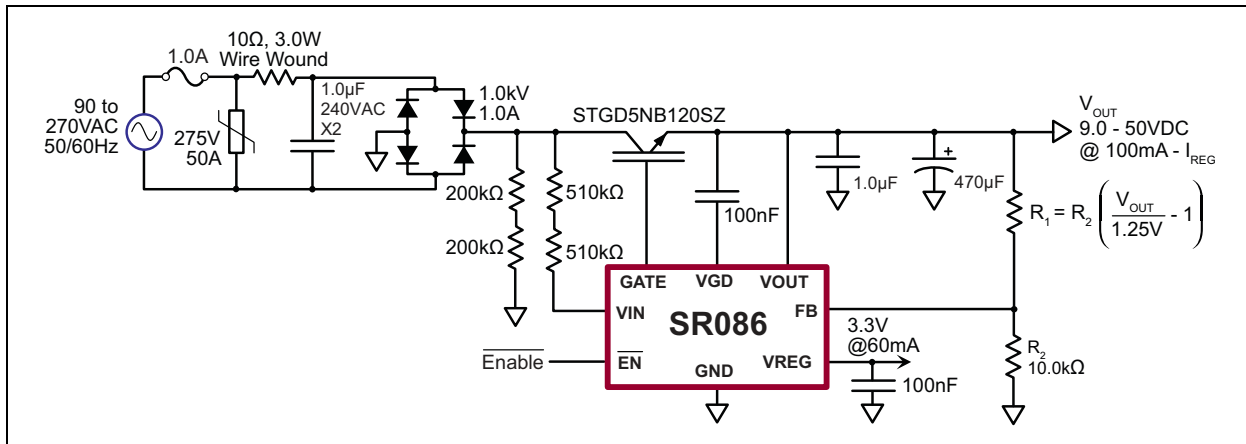 1.0A
10Ω, 3.0W
Wire Wound
90 to
270VAC
50/60Hz
275V
50A
1.0µF
240VAC
X2
1.0kV
1.0A
STGD5NB120SZ
200kΩ
200kΩ
510kΩ
510kΩ
100nF
1.0µF
+
470µF
VOUT
9.0 - 50VDC
@ 100mA - IREG
R1 = R2 ( VOUT / 1.25V - 1 )
GATE VGD VOUT
VIN
SR086
FB
Enable
EN
GND
VREG
3.3V
@60mA
100nF
R2
10.0kΩ